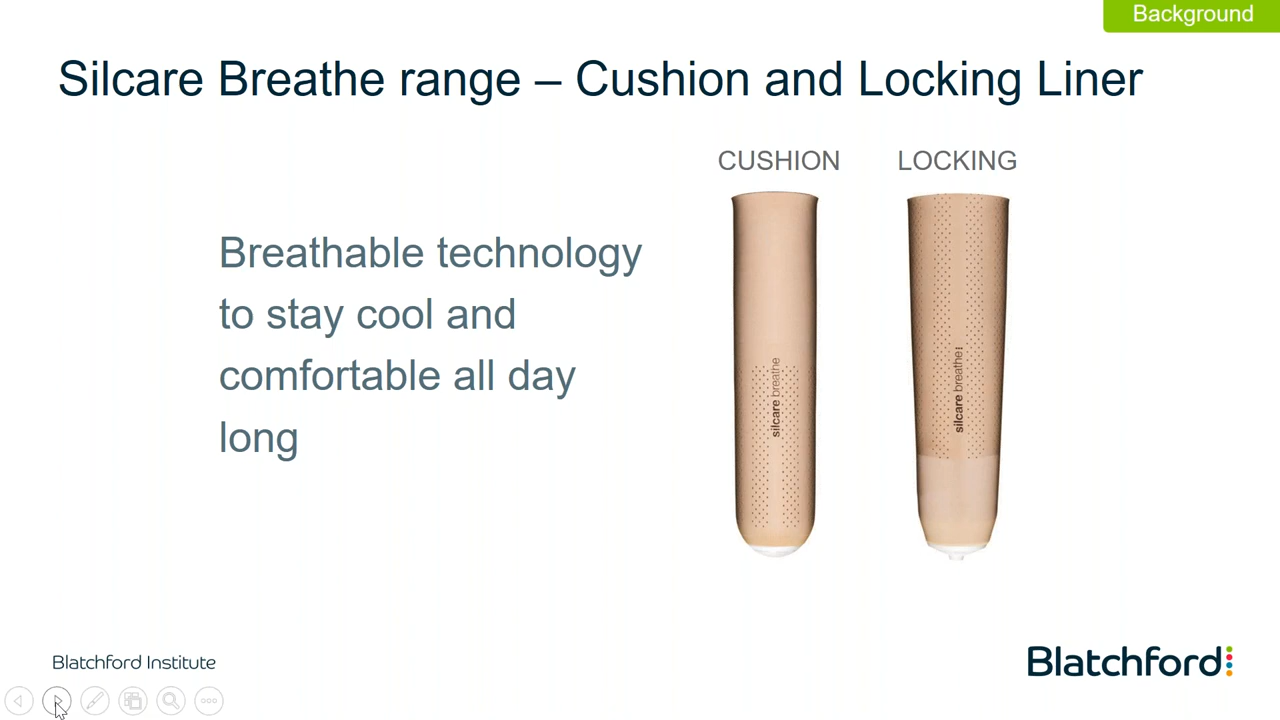 Background
Silcare Breathe range – Cushion and Locking Liner
CUSHION
LOCKING
Breathable technology
to stay cool and
comfortable all day
long
silcare breathe
silcare breathe
Blatchford Institute
Blatchford